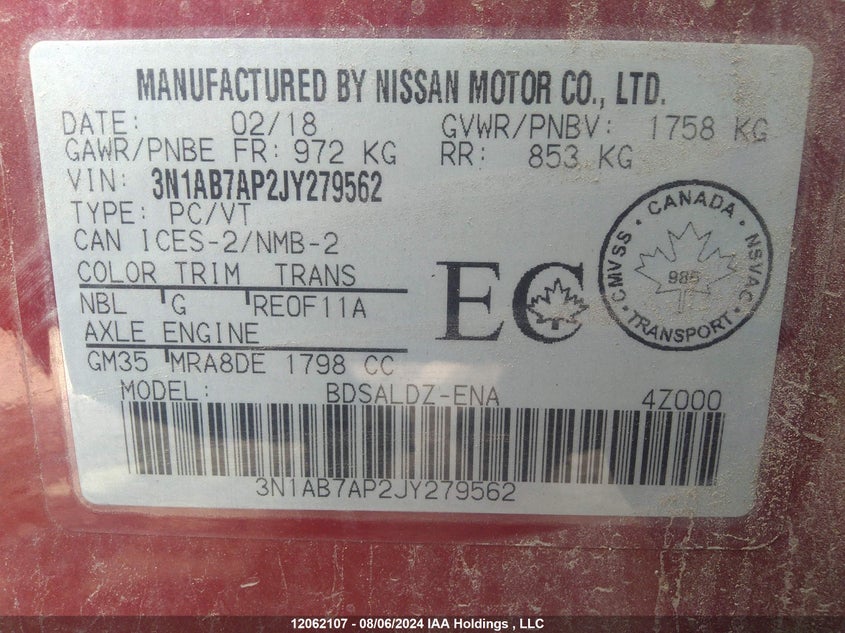 MANUFACTURED BY NISSAN MOTOR CO., LTD.
DATE: 02/18 GVWR/PNBV: 1758 KG
GAWR/PNBE FR: 972 KG RR: 853 KG
VIN: 3N1AB7AP2JY279562
TYPE: PC/VT
CAN ICES-2/NMB-2
COLOR TRIM TRANS
NBL G RE0F11A
AXLE ENGINE
GM35 MRA8DE 1798 CC
EC
CANADA
CMVSS NSVAC
985
TRANSPORT
MODEL: BDSALDZ-ENA 4Z000
3N1AB7AP2JY279562
12062107 - 08/06/2024 IAA Holdings , LLC